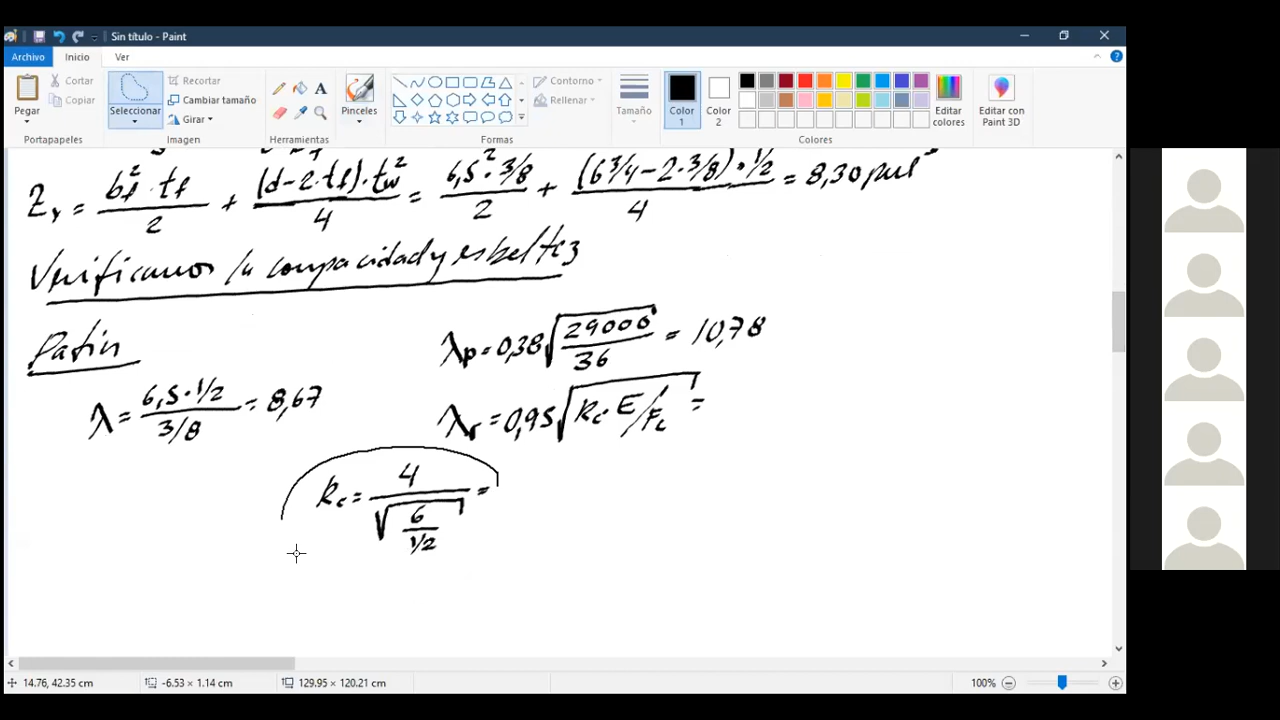 Sin título - Paint
Archivo Inicio Ver
Pegar
Cortar
Copiar
Portapapeles
Seleccionar
Recortar
Cambiar tamaño
Girar
Imagen
A
Herramientas
Pinceles
Contorno
Rellenar
Formas
Tamaño
Color 1
Color 2
Editar colores
Editar con Paint 3D
Colores
Zy = bf² · tf / 2 + (d-2·tf)·tw² / 4 = 6,5²·3/8 / 2 + (6 3/4 - 2·3/8)·1/2 / 4 = 8,30 pul³
Verificamos la compacidad y esbeltez
Patin
λp = 0,38 √(29000 / 36) = 10,78
λ = 6,5·1/2 / 3/8 = 8,67
λr = 0,95 √(Kc E/FL) =
Kc = 4 / √(6 / 1/2) =
14.76, 42.35 cm
-6.53 × 1.14 cm
129.95 × 120.21 cm
100%